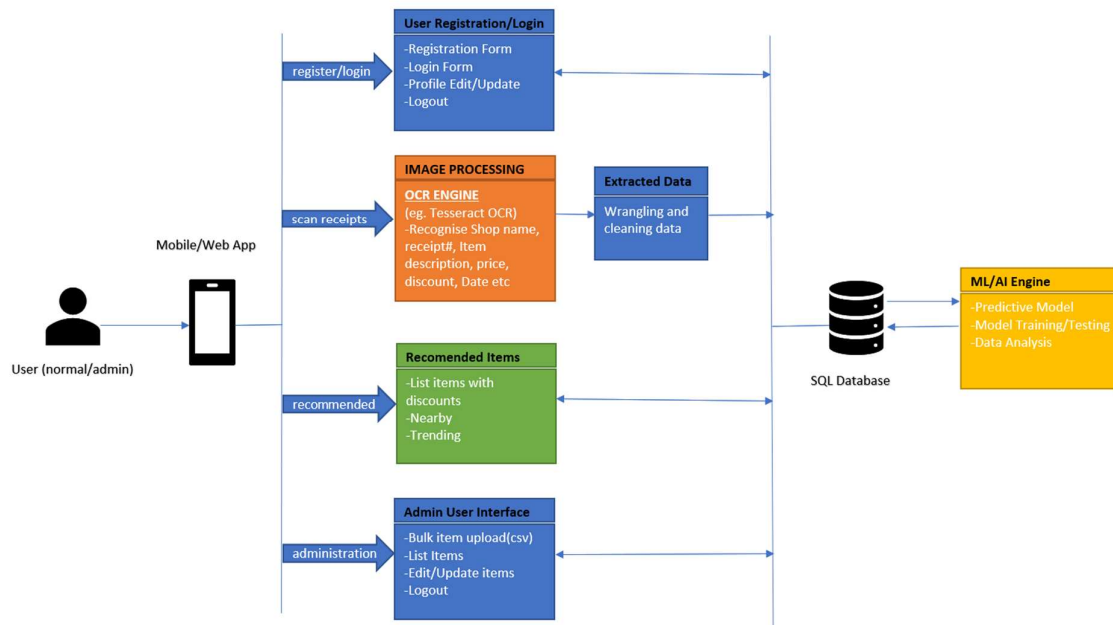 User Registration/Login
-Registration Form
-Login Form
-Profile Edit/Update
-Logout
register/login
IMAGE PROCESSING
OCR ENGINE
(eg. Tesseract OCR)
-Recognise Shop name,
receipt#, Item
description, price,
discount, Date etc
scan receipts
Extracted Data
Wrangling and
cleaning data
Mobile/Web App
User (normal/admin)
SQL Database
ML/AI Engine
-Predictive Model
-Model Training/Testing
-Data Analysis
Recomended Items
-List items with
discounts
-Nearby
-Trending
recommended
Admin User Interface
-Bulk item upload(csv)
-List Items
-Edit/Update items
-Logout
administration